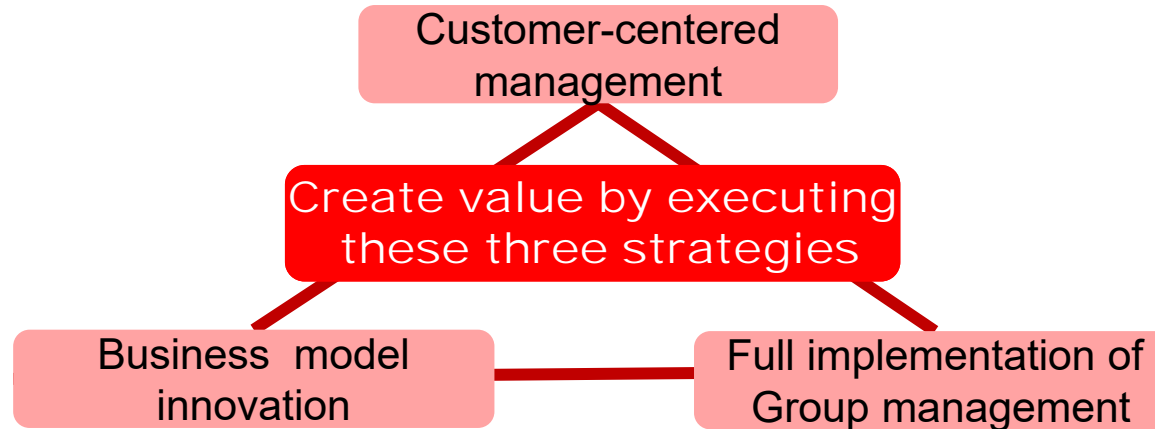 Customer-centered
management
Create value by executing
these three strategies
Business  model
innovation
Full implementation of
Group management